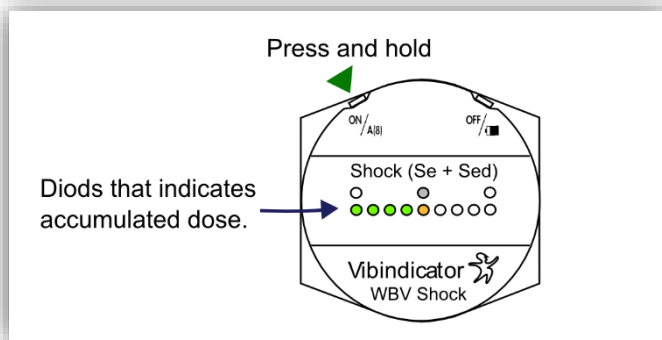 Press and hold
ON/A(8)
OFF/
Shock (Se + Sed)
Diods that indicates
accumulated dose.
Vibindicator
WBV Shock